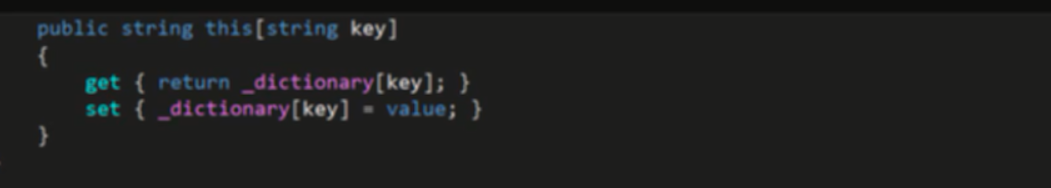 public string this[string key]
{
    get { return _dictionary[key]; }
    set { _dictionary[key] = value; }
}